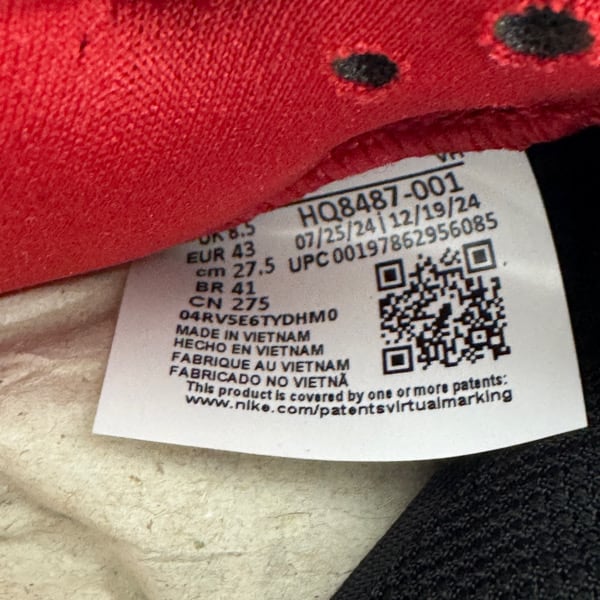 HQ8487-001
UK 8.5
07/25/24 | 12/19/24
EUR 43
UPC 00197862956085
cm 27.5
BR 41
CN 275
04RV5E6TYDHM0
MADE IN VIETNAM
HECHO EN VIETNAM
FABRIQUE AU VIETNAM
FABRICADO NO VIETNÃ
This product is covered by one or more patents:
www.nike.com/patentsvirtualmarking